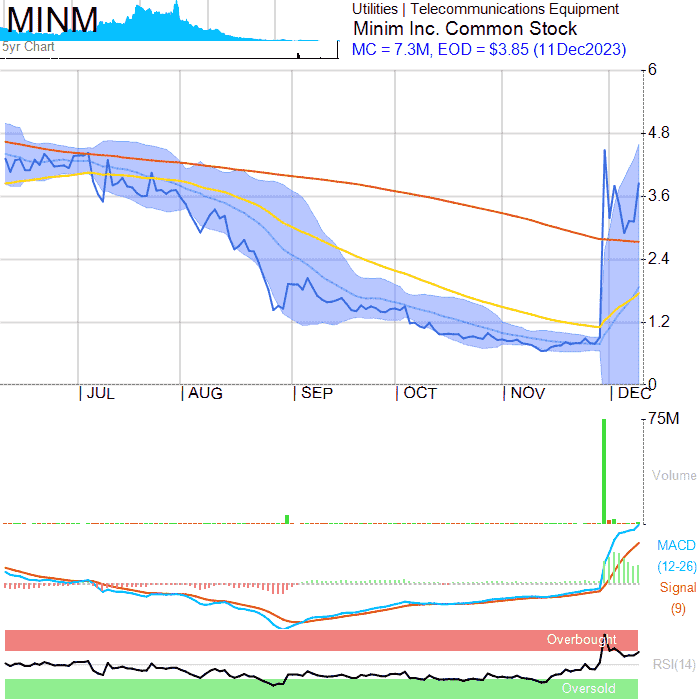 MINM
Utilities | Telecommunications Equipment
Minim Inc. Common Stock
5yr Chart
MC = 7.3M, EOD = $3.85 (11Dec2023)
6
4.8
3.6
2.4
1.2
0
| JUL | AUG | SEP | OCT | NOV | DEC
75M
Volume
MACD
(12-26)
Signal
(9)
Overbought
RSI(14)
Oversold